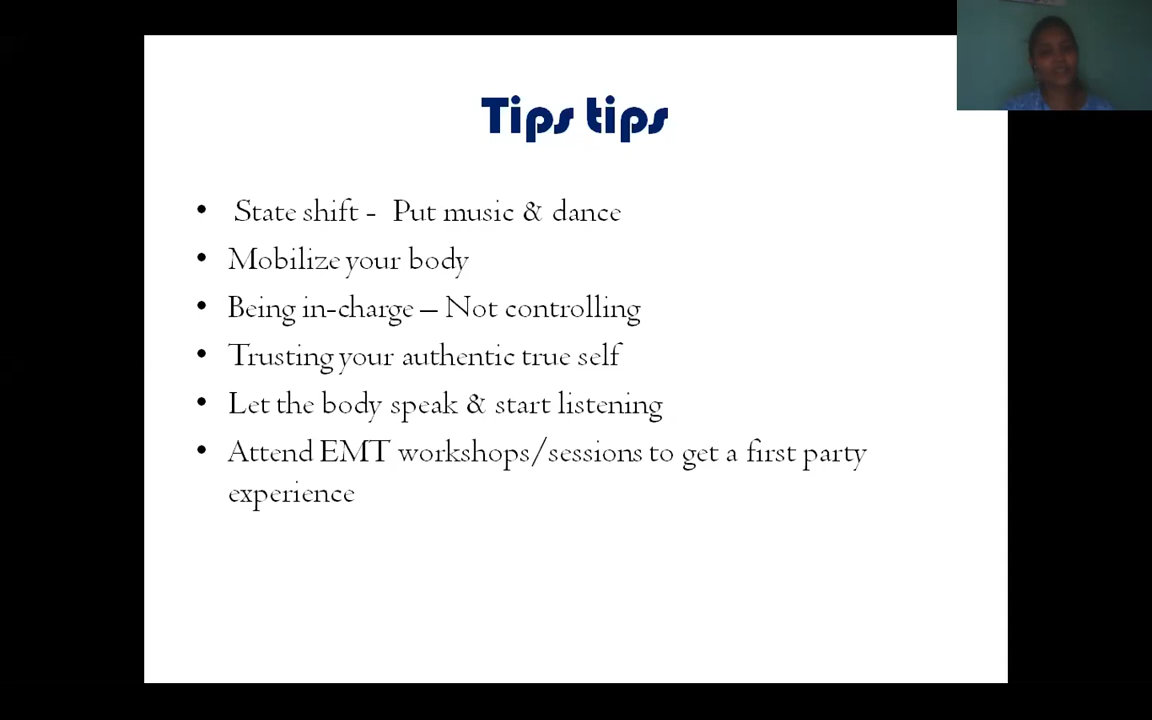 Tips tips
• State shift - Put music & dance
• Mobilize your body
• Being in-charge – Not controlling
• Trusting your authentic true self
• Let the body speak & start listening
• Attend EMT workshops/sessions to get a first party
experience